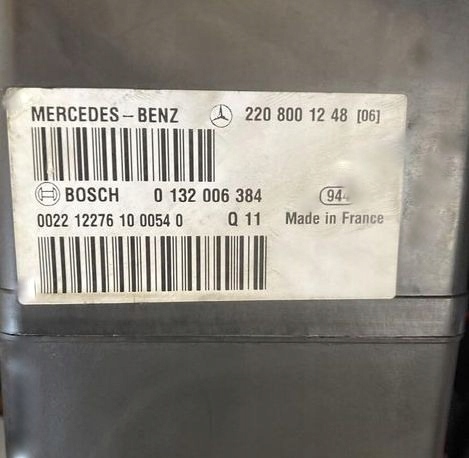 MERCEDES-BENZ 220 800 12 48 [06]
BOSCH 0 132 006 384 944
0022 12276 10 0054 0 Q 11 Made in France